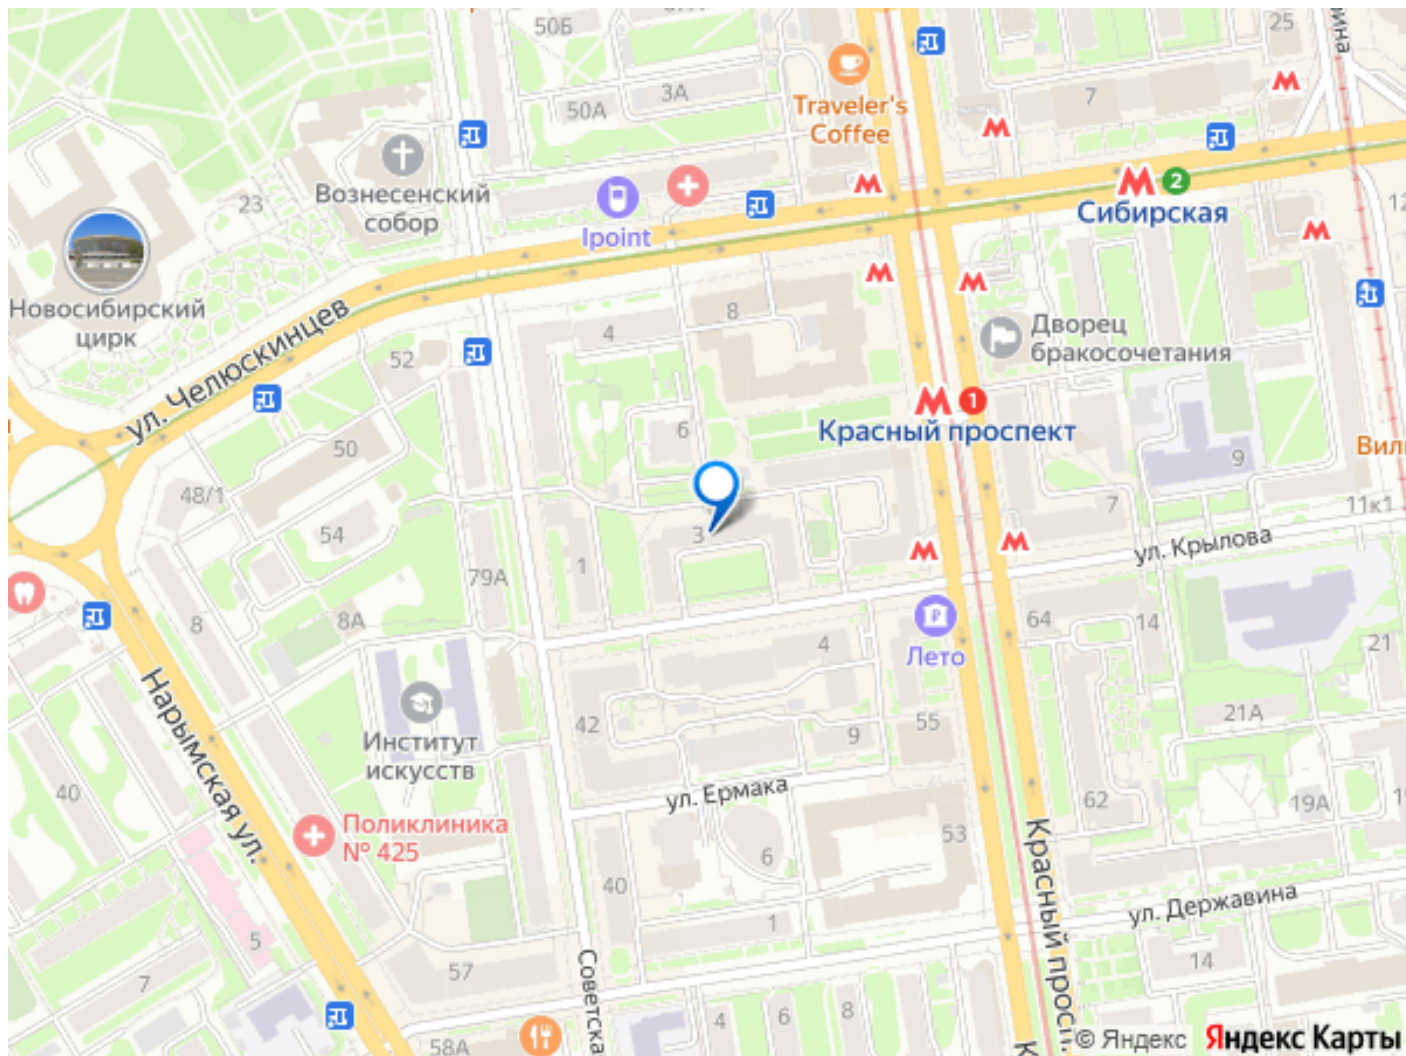 50Б
25
3А
50А
7
Traveler's
Coffee
Вознесенский
собор
23
Ipoint
2
Сибирская
12
Новосибирский
цирк
ул. Челюскинцев
8
4
52
Дворец
бракосочетания
1
Красный проспект
6
50
9
48/1
7
11к1
54
3
ул. Крылова
1
79А
8
8А
64
14
4
21
Лето
Нарымская ул.
42
55
21А
Институт
искусств
9
40
ул. Ермака
62
19А
Поликлиника
№ 425
53
6
40
ул. Державина
1
5
57
7
Советска
Красный просп.
14
4
6
8
58А
© Яндекс Яндекс Карты